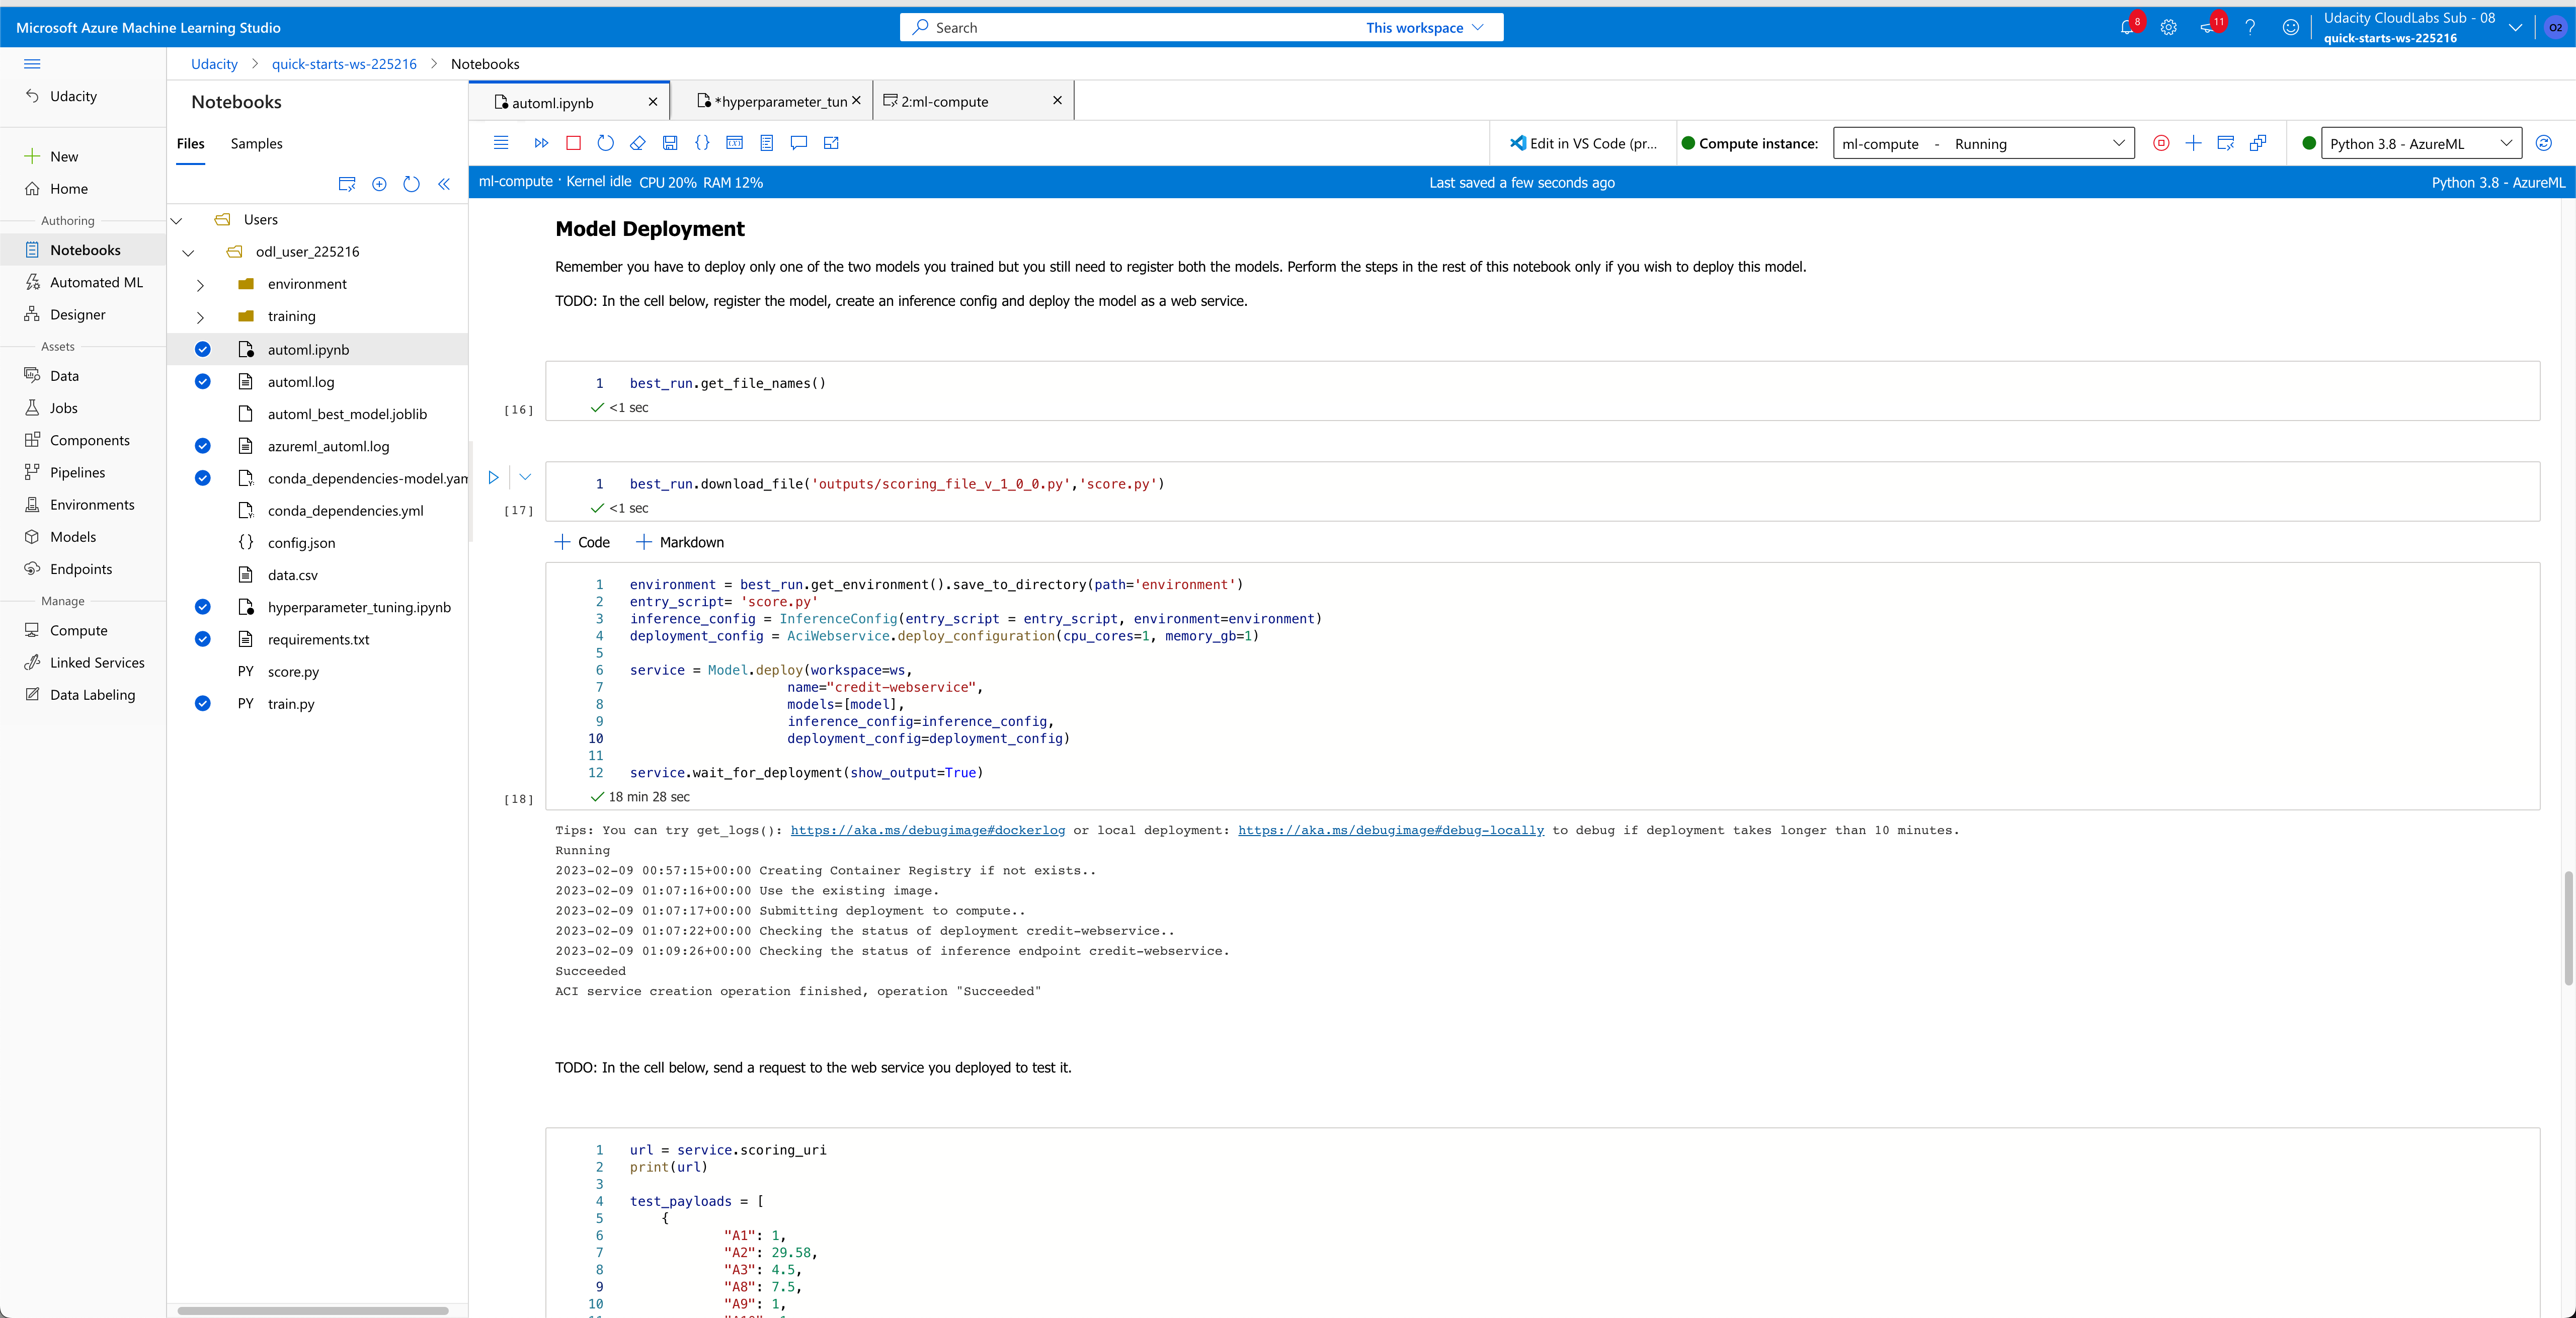 Microsoft Azure Machine Learning Studio
Search
This workspace
8
11
Udacity CloudLabs Sub - 08
quick-starts-ws-225216
O2
Udacity > quick-starts-ws-225216 > Notebooks
Udacity
New
Home
Authoring
Notebooks
Automated ML
Designer
Assets
Data
Jobs
Components
Pipelines
Environments
Models
Endpoints
Manage
Compute
Linked Services
Data Labeling
Notebooks
Files Samples
Users
odl_user_225216
environment
training
automl.ipynb
automl.log
automl_best_model.joblib
azureml_automl.log
conda_dependencies-model.yam
conda_dependencies.yml
config.json
data.csv
hyperparameter_tuning.ipynb
requirements.txt
PY score.py
PY train.py
automl.ipynb
*hyperparameter_tun
2:ml-compute
Edit in VS Code (pr...
Compute instance:
ml-compute - Running
Python 3.8 - AzureML
ml-compute · Kernel idle CPU 20% RAM 12%
Last saved a few seconds ago
Python 3.8 - AzureML
Model Deployment
Remember you have to deploy only one of the two models you trained but you still need to register both the models. Perform the steps in the rest of this notebook only if you wish to deploy this model.
TODO: In the cell below, register the model, create an inference config and deploy the model as a web service.
1 best_run.get_file_names()
[16] <1 sec
1 best_run.download_file('outputs/scoring_file_v_1_0_0.py','score.py')
[17] <1 sec
Code Markdown
1 environment = best_run.get_environment().save_to_directory(path='environment')
2 entry_script= 'score.py'
3 inference_config = InferenceConfig(entry_script = entry_script, environment=environment)
4 deployment_config = AciWebservice.deploy_configuration(cpu_cores=1, memory_gb=1)
5
6 service = Model.deploy(workspace=ws,
7 name="credit-webservice",
8 models=[model],
9 inference_config=inference_config,
10 deployment_config=deployment_config)
11
12 service.wait_for_deployment(show_output=True)
[18] 18 min 28 sec
Tips: You can try get_logs(): https://aka.ms/debugimage#dockerlog or local deployment: https://aka.ms/debugimage#debug-locally to debug if deployment takes longer than 10 minutes.
Running
2023-02-09 00:57:15+00:00 Creating Container Registry if not exists..
2023-02-09 01:07:16+00:00 Use the existing image.
2023-02-09 01:07:17+00:00 Submitting deployment to compute..
2023-02-09 01:07:22+00:00 Checking the status of deployment credit-webservice..
2023-02-09 01:09:26+00:00 Checking the status of inference endpoint credit-webservice.
Succeeded
ACI service creation operation finished, operation "Succeeded"
TODO: In the cell below, send a request to the web service you deployed to test it.
1 url = service.scoring_uri
2 print(url)
3
4 test_payloads = [
5 {
6 "A1": 1,
7 "A2": 29.58,
8 "A3": 4.5,
9 "A8": 7.5,
10 "A9": 1,